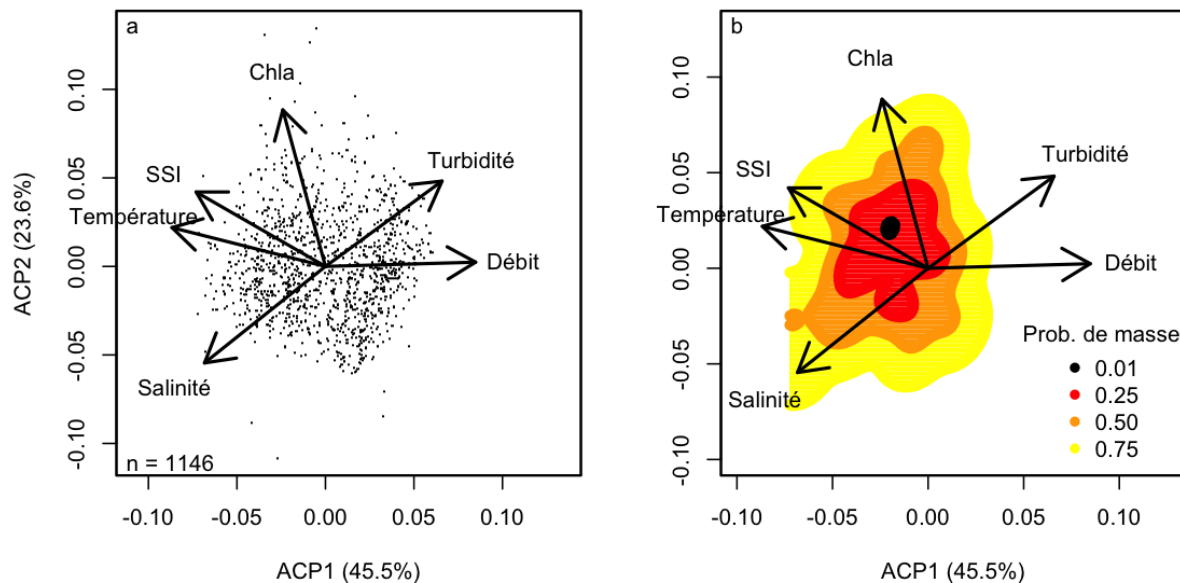 a
Chla
Turbidité
SSI
Température
Débit
Salinité
n = 1146
ACP2 (23.6%)
0.10
0.05
0.00
-0.05
-0.10
-0.10
-0.05
0.00
0.05
0.10
ACP1 (45.5%)
b
Chla
Turbidité
SSI
Température
Débit
Salinité
Prob. de masse
0.01
0.25
0.50
0.75
0.10
0.05
0.00
-0.05
-0.10
-0.10
-0.05
0.00
0.05
0.10
ACP1 (45.5%)